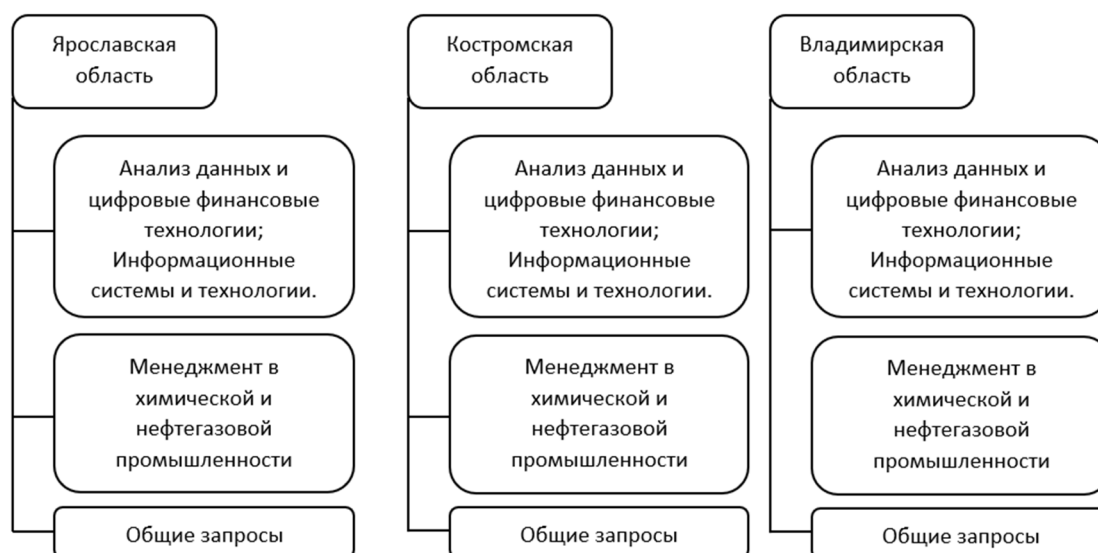 Ярославская
область
Анализ данных и
цифровые финансовые
технологии;
Информационные
системы и технологии.
Менеджмент в
химической и
нефтегазовой
промышленности
Общие запросы
Костромская
область
Анализ данных и
цифровые финансовые
технологии;
Информационные
системы и технологии.
Менеджмент в
химической и
нефтегазовой
промышленности
Общие запросы
Владимирская
область
Анализ данных и
цифровые финансовые
технологии;
Информационные
системы и технологии.
Менеджмент в
химической и
нефтегазовой
промышленности
Общие запросы